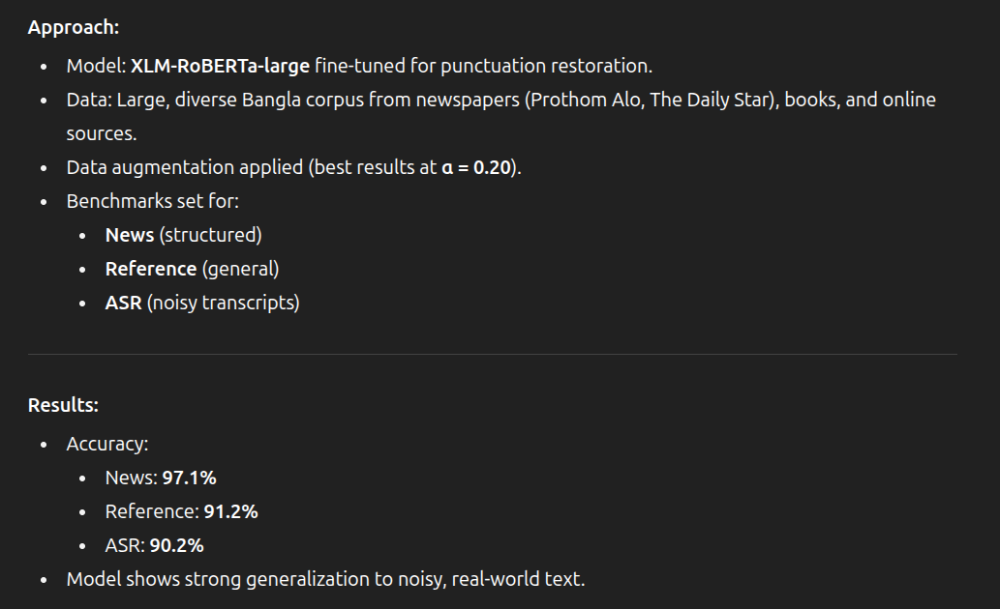 Approach:
• Model: XLM-RoBERTa-large fine-tuned for punctuation restoration.
• Data: Large, diverse Bangla corpus from newspapers (Prothom Alo, The Daily Star), books, and online
sources.
• Data augmentation applied (best results at α = 0.20).
• Benchmarks set for:
• News (structured)
• Reference (general)
• ASR (noisy transcripts)
Results:
• Accuracy:
• News: 97.1%
• Reference: 91.2%
• ASR: 90.2%
• Model shows strong generalization to noisy, real-world text.